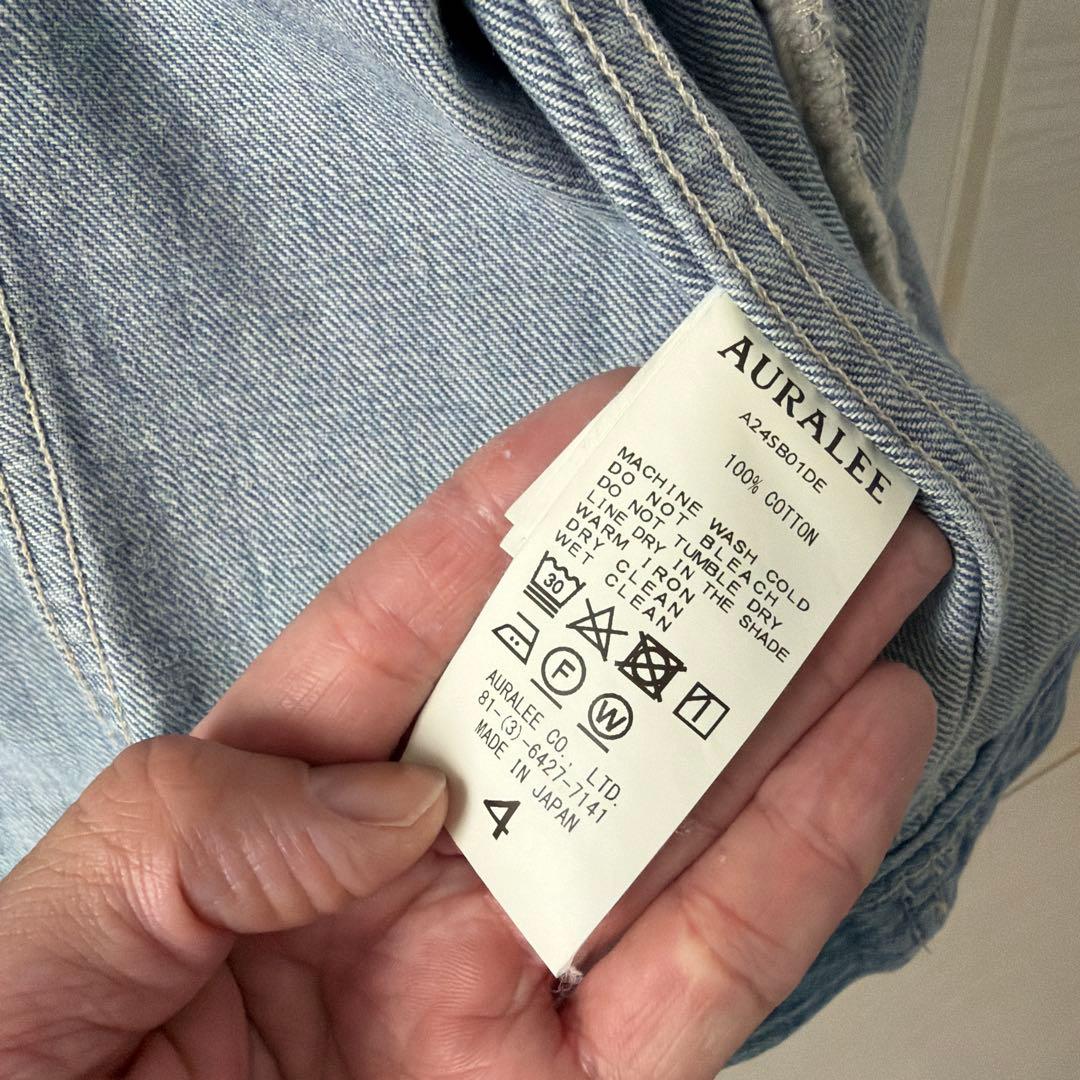 AURALEE
A24SB01DE
100% COTTON
MACHINE WASH COLD
DO NOT BLEACH
DO NOT TUMBLE DRY
LINE DRY IN THE SHADE
WARM IRON
DRY CLEAN
WET CLEAN
30
F
W
AURALEE CO., LTD.
81-(3)-6427-7141
MADE IN JAPAN
4